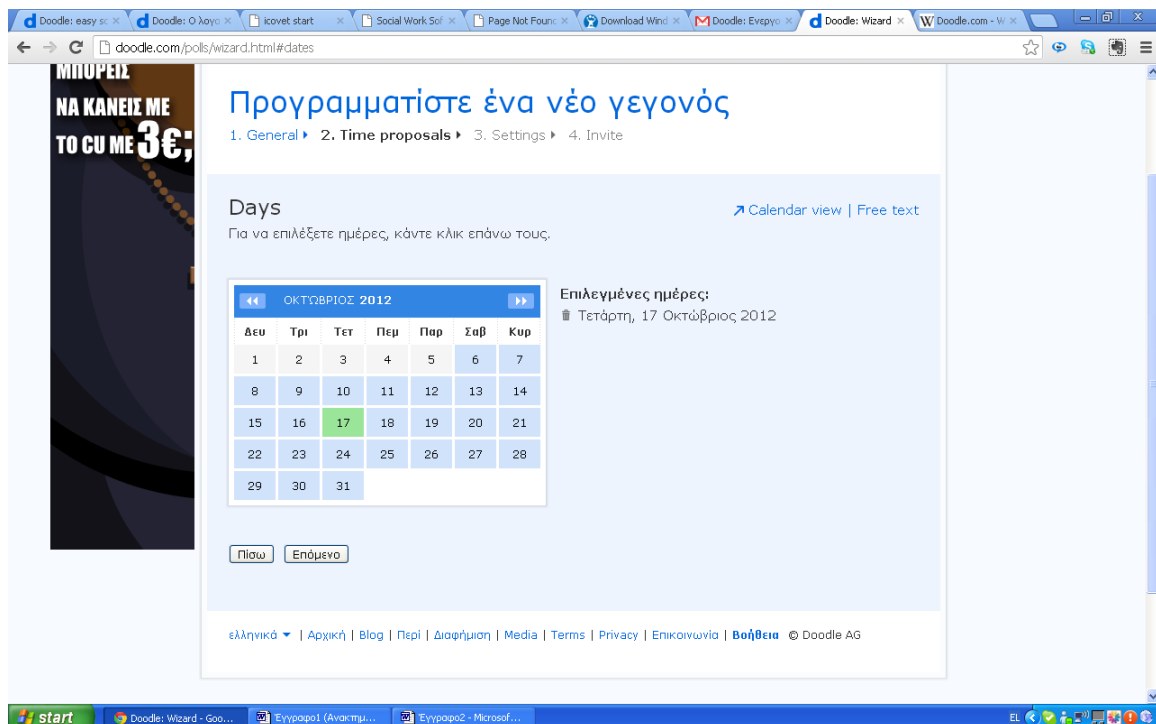 Doodle: easy sc
Doodle: Ο λογα
icovet start
Social Work Sof
Page Not Found
Download Wind
Doodle: Ενεργο
Doodle: Wizard
Doodle.com - W
doodle.com/polls/wizard.html#dates
ΜΠΟΡΕΙΣ
ΝΑ ΚΑΝΕΙΣ ΜΕ
ΤΟ CU ΜΕ 3€;
Προγραμματίστε ένα νέο γεγονός
1. General 2. Time proposals 3. Settings 4. Invite
Days
Calendar view | Free text
Για να επιλέξετε ημέρες, κάντε κλικ επάνω τους.
ΟΚΤΏΒΡΙΟΣ 2012
Δευ Τρι Τετ Πεμ Παρ Σαβ Κυρ
1 2 3 4 5 6 7
8 9 10 11 12 13 14
15 16 17 18 19 20 21
22 23 24 25 26 27 28
29 30 31
Επιλεγμένες ημέρες:
Τετάρτη, 17 Οκτώβριος 2012
Πίσω Επόμενο
ελληνικά | Αρχική | Blog | Περί | Διαφήμιση | Media | Terms | Privacy | Επικοινωνία | Βοήθεια © Doodle AG
start
Doodle: Wizard - Goo...
Έγγραφο1 (Ανακτημ...
Έγγραφο2 - Microsof...
EL